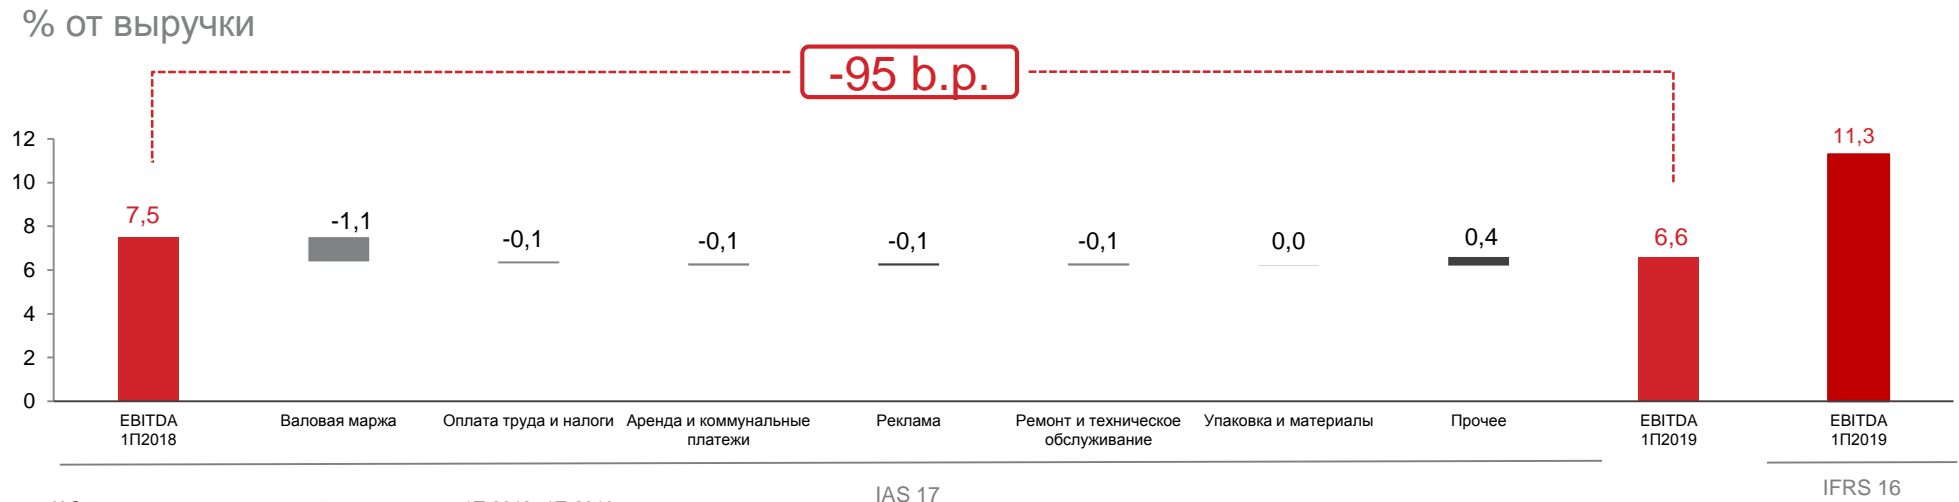 % от выручки
-95 b.p.
12
10
8
6
4
2
0
7,5
-1,1
-0,1
-0,1
-0,1
-0,1
0,0
0,4
6,6
11,3
EBITDA
1П2018
Валовая маржа
Оплата труда и налоги
Аренда и коммунальные
платежи
Реклама
Ремонт и техническое
обслуживание
Упаковка и материалы
Прочее
EBITDA
1П2019
EBITDA
1П2019
IAS 17
IFRS 16